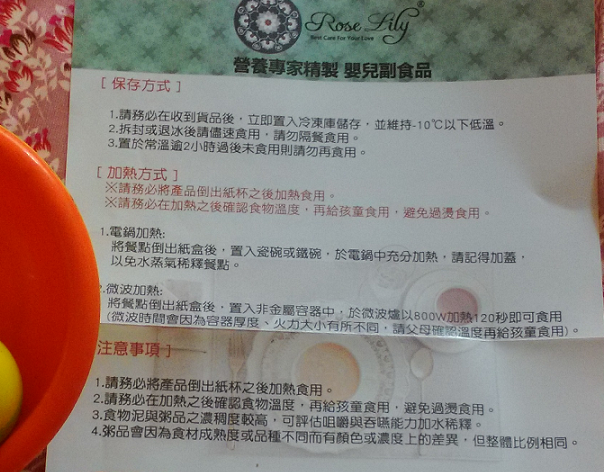 Rose Lily®
Best Care For Your Love
營養專家精製 嬰兒副食品
[ 保存方式 ]
1.請務必在收到貨品後，立即置入冷凍庫儲存，並維持-10℃以下低溫。
2.拆封或退冰後請儘速食用，請勿隔餐食用。
3.置於常溫逾2小時過後未食用則請勿再食用。
[ 加熱方式 ]
※請務必將產品倒出紙杯之後加熱食用。
※請務必在加熱之後確認食物溫度，再給孩童食用，避免過燙食用。
1.電鍋加熱:
將餐點倒出紙盒後，置入瓷碗或鐵碗，於電鍋中充分加熱，請記得加蓋，
以免水蒸氣稀釋餐點。
2.微波加熱:
將餐點倒出紙盒後，置入非金屬容器中，於微波爐以800W加熱120秒即可食用
(微波時間會因為容器厚度、火力大小有所不同，請父母確認溫度再給孩童食用)。
注意事項 ]
1.請務必將產品倒出紙杯之後加熱食用。
2.請務必在加熱之後確認食物溫度，再給孩童食用，避免過燙食用。
3.食物泥與粥品之濃稠度較高，可評估咀嚼與吞嚥能力加水稀釋。
4.粥品會因為食材成熟度或品種不同而有顏色或濃度上的差異，但整體比例相同。